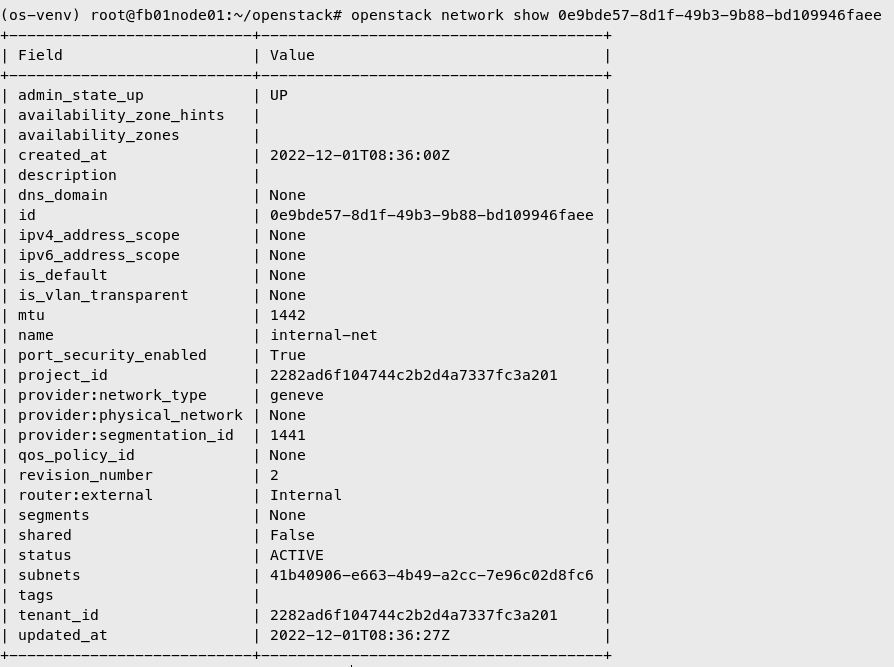 (os-venv) root@fb01node01:~/openstack# openstack network show 0e9bde57-8d1f-49b3-9b88-bd109946faee
+---------------------------+--------------------------------------+
| Field                     | Value                                |
+---------------------------+--------------------------------------+
| admin_state_up            | UP                                   |
| availability_zone_hints   |                                      |
| availability_zones        |                                      |
| created_at                | 2022-12-01T08:36:00Z                 |
| description               |                                      |
| dns_domain                | None                                 |
| id                        | 0e9bde57-8d1f-49b3-9b88-bd109946faee |
| ipv4_address_scope        | None                                 |
| ipv6_address_scope        | None                                 |
| is_default                | None                                 |
| is_vlan_transparent       | None                                 |
| mtu                       | 1442                                 |
| name                      | internal-net                         |
| port_security_enabled     | True                                 |
| project_id                | 2282ad6f104744c2b2d4a7337fc3a201     |
| provider:network_type     | geneve                               |
| provider:physical_network | None                                 |
| provider:segmentation_id  | 1441                                 |
| qos_policy_id             | None                                 |
| revision_number           | 2                                    |
| router:external           | Internal                             |
| segments                  | None                                 |
| shared                    | False                                |
| status                    | ACTIVE                               |
| subnets                   | 41b40906-e663-4b49-a2cc-7e96c02d8fc6 |
| tags                      |                                      |
| tenant_id                 | 2282ad6f104744c2b2d4a7337fc3a201     |
| updated_at                | 2022-12-01T08:36:27Z                 |
+---------------------------+--------------------------------------+